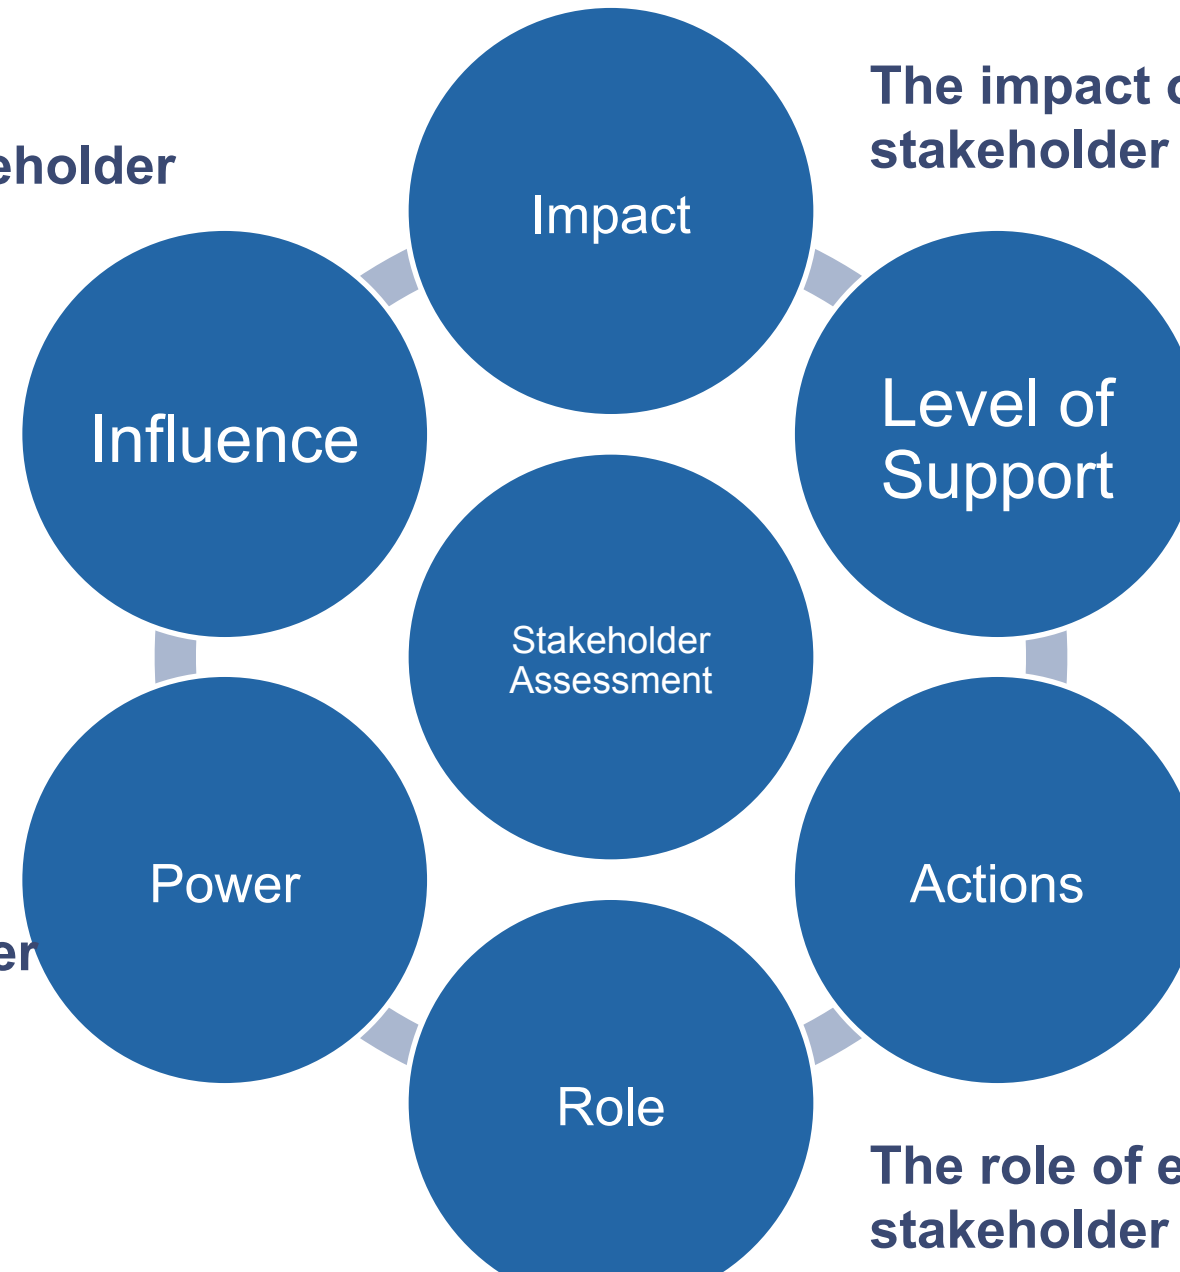 The impact
stakeholder
eholder
Impact
Level of
Support
Influence
Stakeholder
Assessment
Power
Actions
er
Role
The role of
stakeholder